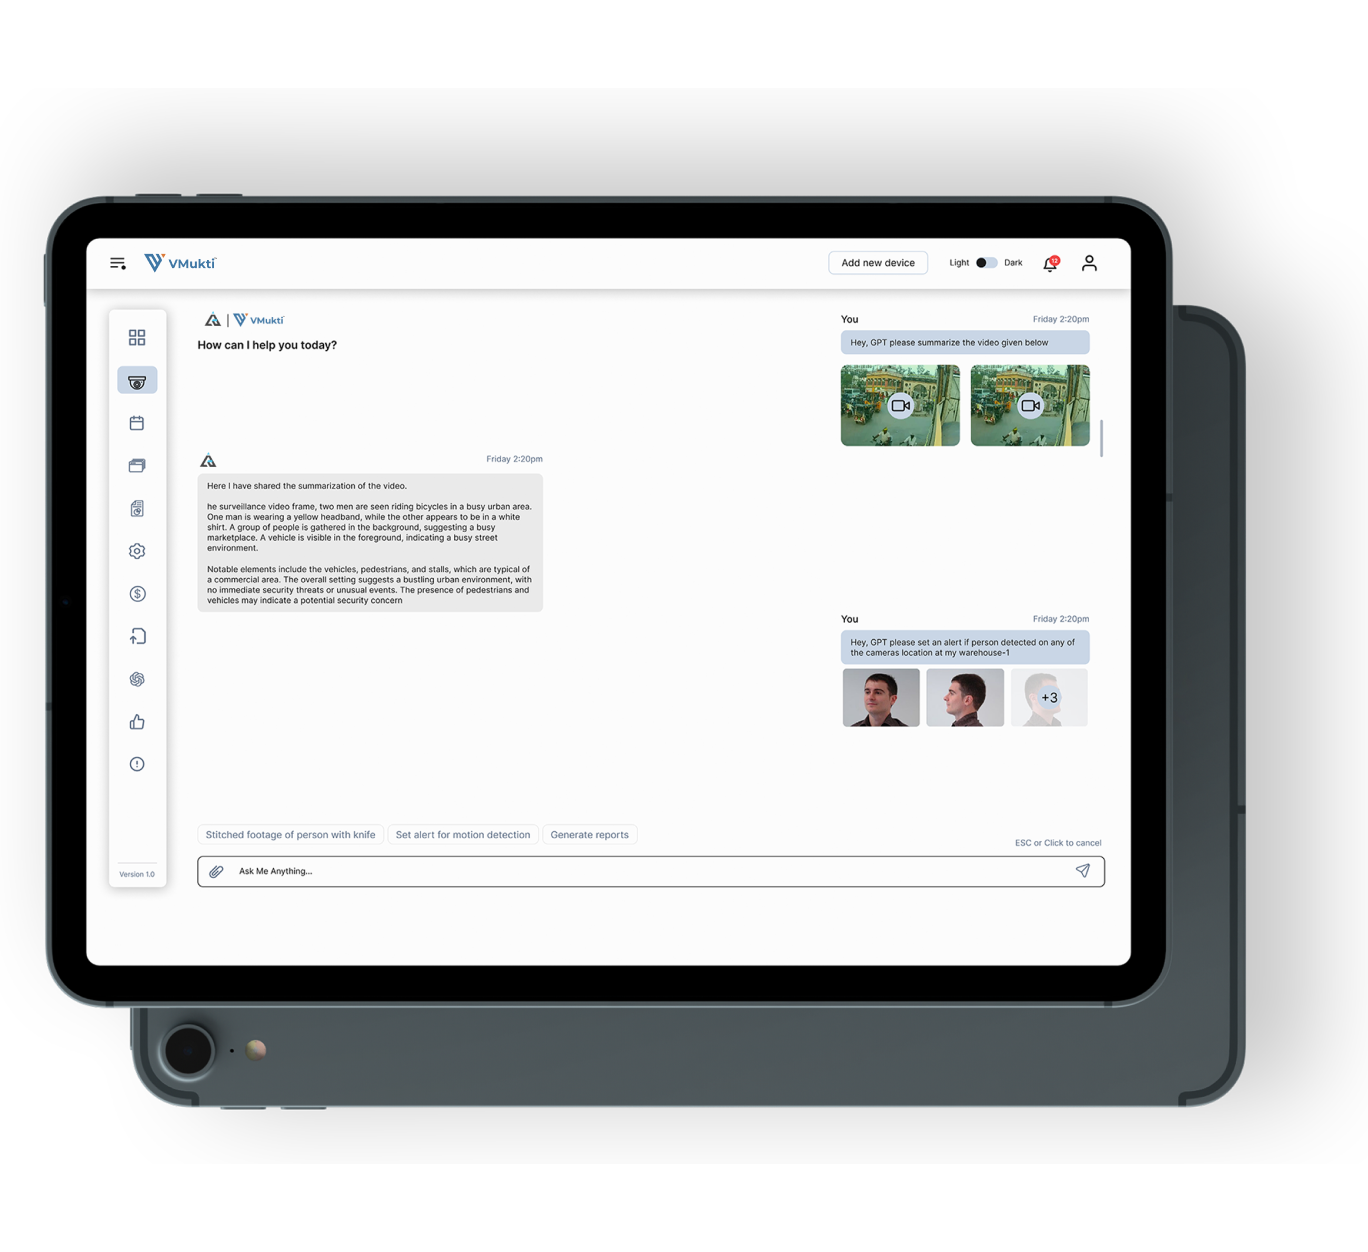 VMukti
Add new device
Light
Dark
12
VMukti
How can I help you today?
You
Friday 2:20pm
Hey, GPT please summarize the video given below
Friday 2:20pm
Here I have shared the summarization of the video.
he surveillance video frame, two men are seen riding bicycles in a busy urban area.
One man is wearing a yellow headband, while the other appears to be in a white
shirt. A group of people is gathered in the background, suggesting a busy
marketplace. A vehicle is visible in the foreground, indicating a busy street
environment.
Notable elements include the vehicles, pedestrians, and stalls, which are typical of
a commercial area. The overall setting suggests a bustling urban environment, with
no immediate security threats or unusual events. The presence of pedestrians and
vehicles may indicate a potential security concern
You
Friday 2:20pm
Hey, GPT please set an alert if person detected on any of
the cameras location at my warehouse-1
+3
Stitched footage of person with knife
Set alert for motion detection
Generate reports
ESC or Click to cancel
Ask Me Anything...
Version 1.0